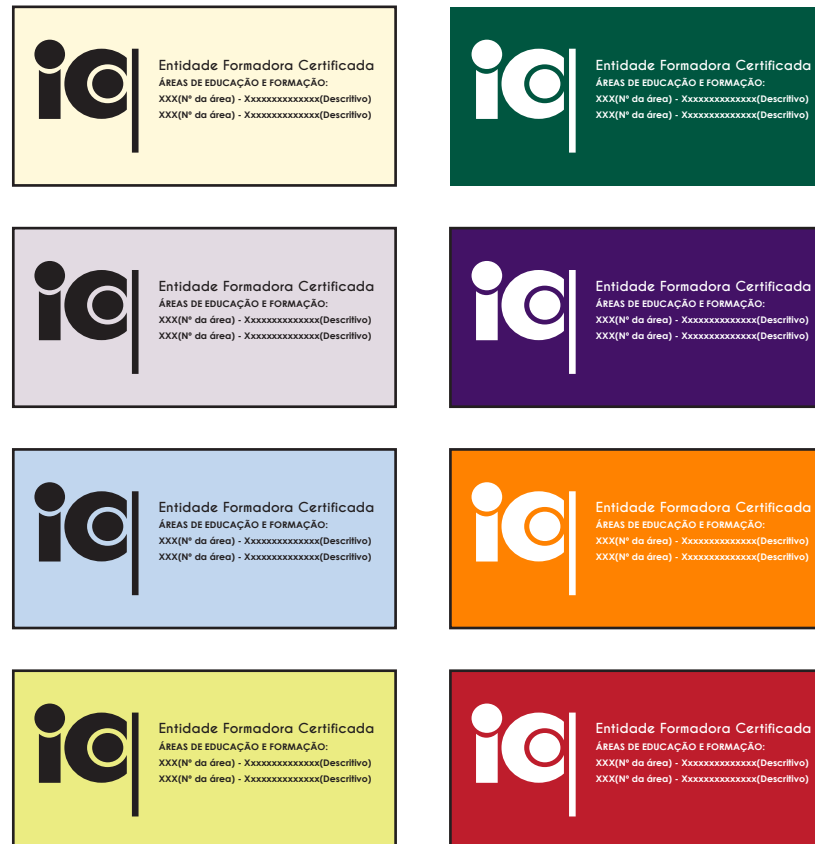 iq
Entidade Formadora Certificada
ÁREAS DE EDUCAÇÃO E FORMAÇÃO:
XXX(Nº da área) - Xxxxxxxxxxxxxx(Descritivo)
XXX(Nº da área) - Xxxxxxxxxxxxxx(Descritivo)
iq
Entidade Formadora Certificada
ÁREAS DE EDUCAÇÃO E FORMAÇÃO:
XXX(Nº da área) - Xxxxxxxxxxxxxx(Descritivo)
XXX(Nº da área) - Xxxxxxxxxxxxxx(Descritivo)
iq
Entidade Formadora Certificada
ÁREAS DE EDUCAÇÃO E FORMAÇÃO:
XXX(Nº da área) - Xxxxxxxxxxxxxx(Descritivo)
XXX(Nº da área) - Xxxxxxxxxxxxxx(Descritivo)
iq
Entidade Formadora Certificada
ÁREAS DE EDUCAÇÃO E FORMAÇÃO:
XXX(Nº da área) - Xxxxxxxxxxxxxx(Descritivo)
XXX(Nº da área) - Xxxxxxxxxxxxxx(Descritivo)
iq
Entidade Formadora Certificada
ÁREAS DE EDUCAÇÃO E FORMAÇÃO:
XXX(Nº da área) - Xxxxxxxxxxxxxx(Descritivo)
XXX(Nº da área) - Xxxxxxxxxxxxxx(Descritivo)
iq
Entidade Formadora Certificada
ÁREAS DE EDUCAÇÃO E FORMAÇÃO:
XXX(Nº da área) - Xxxxxxxxxxxxxx(Descritivo)
XXX(Nº da área) - Xxxxxxxxxxxxxx(Descritivo)
iq
Entidade Formadora Certificada
ÁREAS DE EDUCAÇÃO E FORMAÇÃO:
XXX(Nº da área) - Xxxxxxxxxxxxxx(Descritivo)
XXX(Nº da área) - Xxxxxxxxxxxxxx(Descritivo)
iq
Entidade Formadora Certificada
ÁREAS DE EDUCAÇÃO E FORMAÇÃO:
XXX(Nº da área) - Xxxxxxxxxxxxxx(Descritivo)
XXX(Nº da área) - Xxxxxxxxxxxxxx(Descritivo)